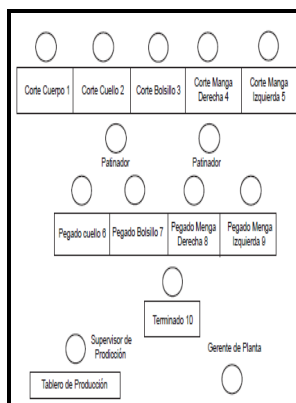 Corte Cuerpo 1
Corte Cuello 2
Corte Bolsillo 3
Corte Manga
Derecha 4
Corte Manga
Izquierda 5
Patinador
Patinador
Pegado cuello 6
Pegado Bolsillo 7
Pegado Menga
Derecha 8
Pegado Menga
Izquierda 9
Terminado 10
Supervisor de
Prodicción
Gerente de Planta
Tablero de Producción